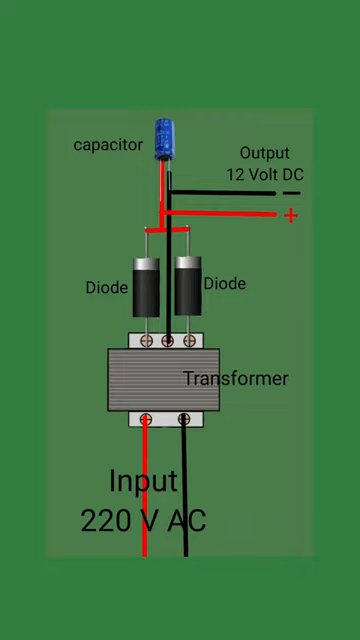 capacitor
Output
12 Volt DC
−
+
Diode
Diode
Transformer
Input
220 V AC